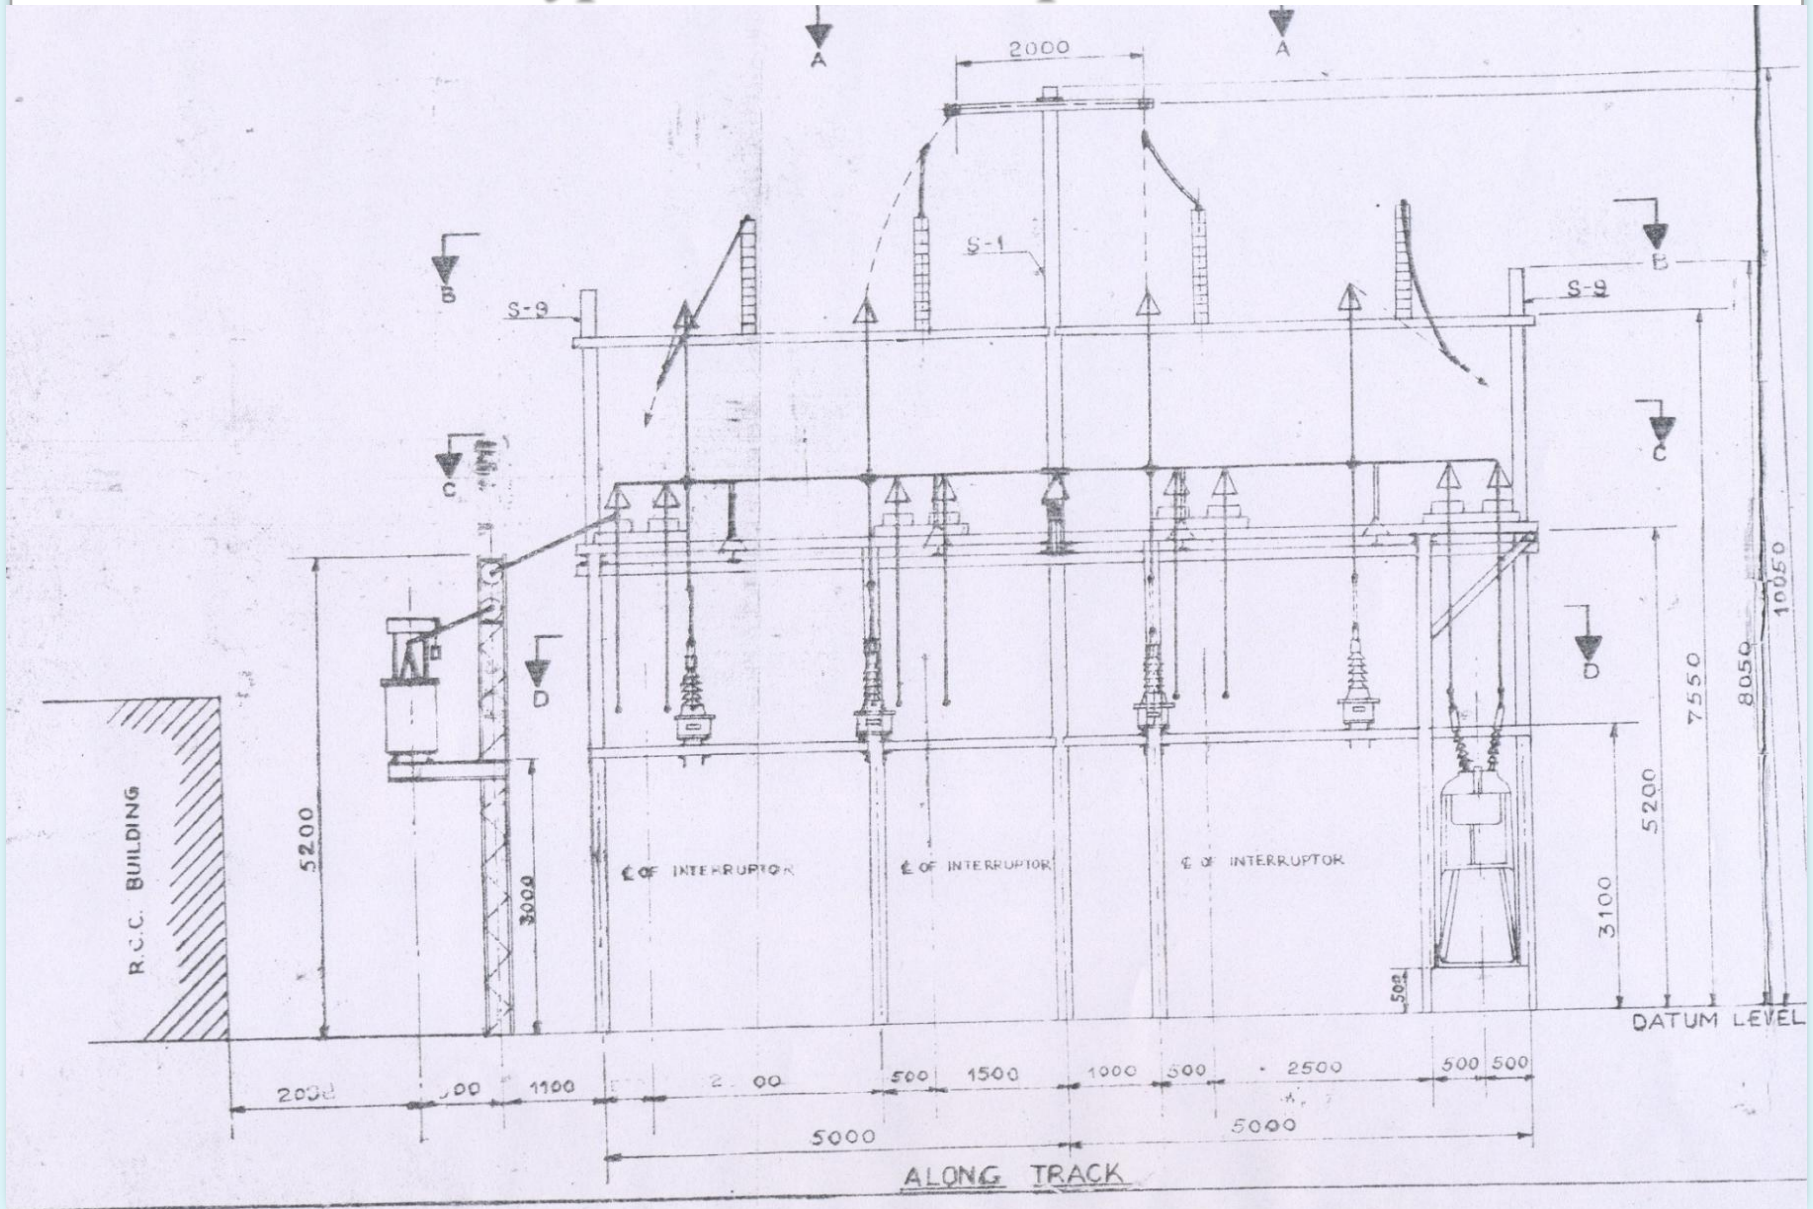 A
A
2000
B
B
S-1
S-9
S-9
C
C
D
D
5200
3000
R.C.C. BUILDING
℄ OF INTERRUPTOR
℄ OF INTERRUPTOR
℄ OF INTERRUPTOR
500
3100
5200
7550
8050
10050
DATUM LEVEL
1100
500
1500
1000
500
2500
500
500
5000
5000
ALONG TRACK